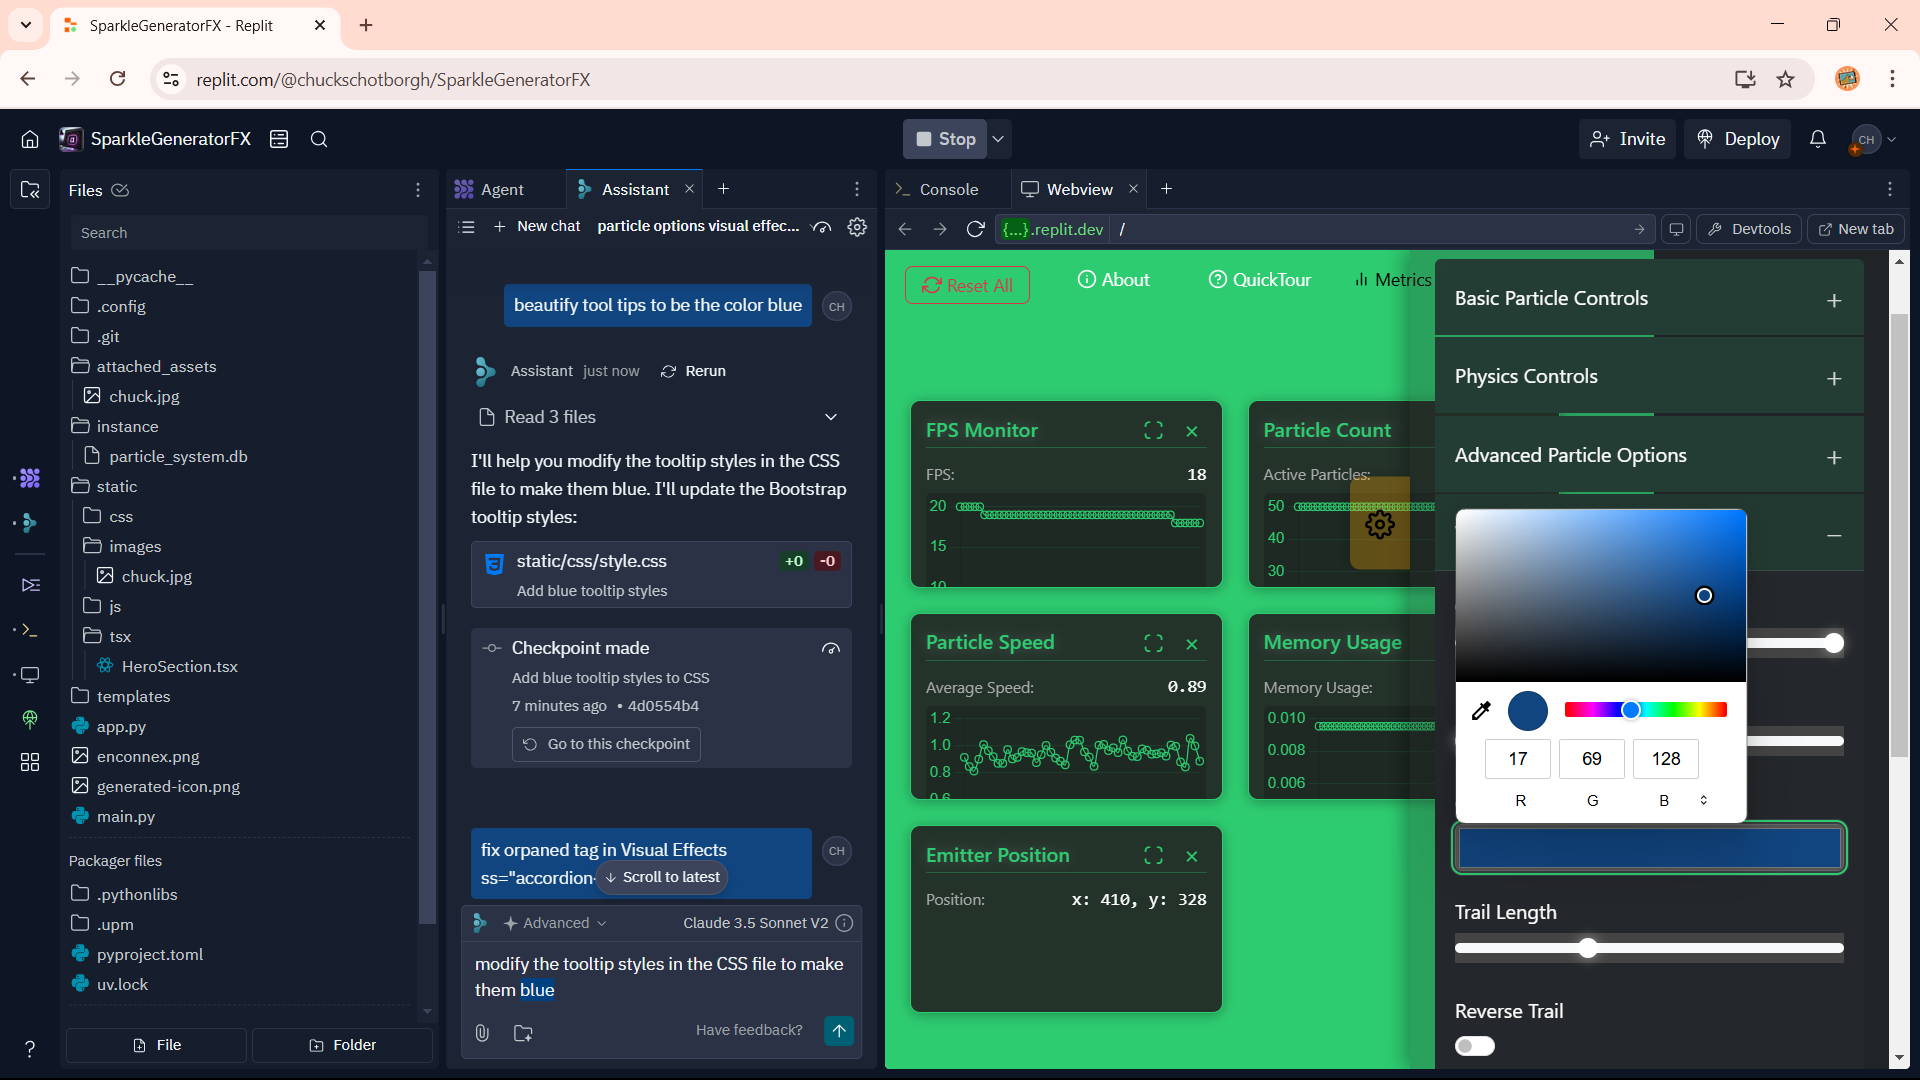 SparkleGeneratorFX - Replit
replit.com/@chuckschotborgh/SparkleGeneratorFX
SparkleGeneratorFX
Stop
Invite
Deploy
CH
Files
Search
__pycache__
.config
.git
attached_assets
chuck.jpg
instance
particle_system.db
static
css
images
chuck.jpg
js
tsx
HeroSection.tsx
templates
app.py
enconnex.png
generated-icon.png
main.py
Packager files
.pythonlibs
.upm
pyproject.toml
uv.lock
File
Folder
Agent
Assistant
New chat
particle options visual effec...
beautify tool tips to be the color blue
CH
Assistant just now
Rerun
Read 3 files
I'll help you modify the tooltip styles in the CSS
file to make them blue. I'll update the Bootstrap
tooltip styles:
static/css/style.css
+0 -0
Add blue tooltip styles
Checkpoint made
Add blue tooltip styles to CSS
7 minutes ago • 4d0554b4
Go to this checkpoint
fix orpaned tag in Visual Effects
CH
ss="accordion-
Scroll to latest
Advanced
Claude 3.5 Sonnet V2
modify the tooltip styles in the CSS file to make
them blue
Have feedback?
Console
Webview
{...}.replit.dev /
Devtools
New tab
Reset All
About
QuickTour
Metrics
FPS Monitor
FPS:
18
20
15
10
Particle Count
Active Particles:
50
40
30
Particle Speed
Average Speed:
0.89
1.2
1.0
0.8
0.6
Memory Usage
Memory Usage:
0.010
0.008
0.006
Emitter Position
Position:
x: 410, y: 328
Basic Particle Controls
Physics Controls
Advanced Particle Options
17
69
128
R
G
B
Trail Length
Reverse Trail